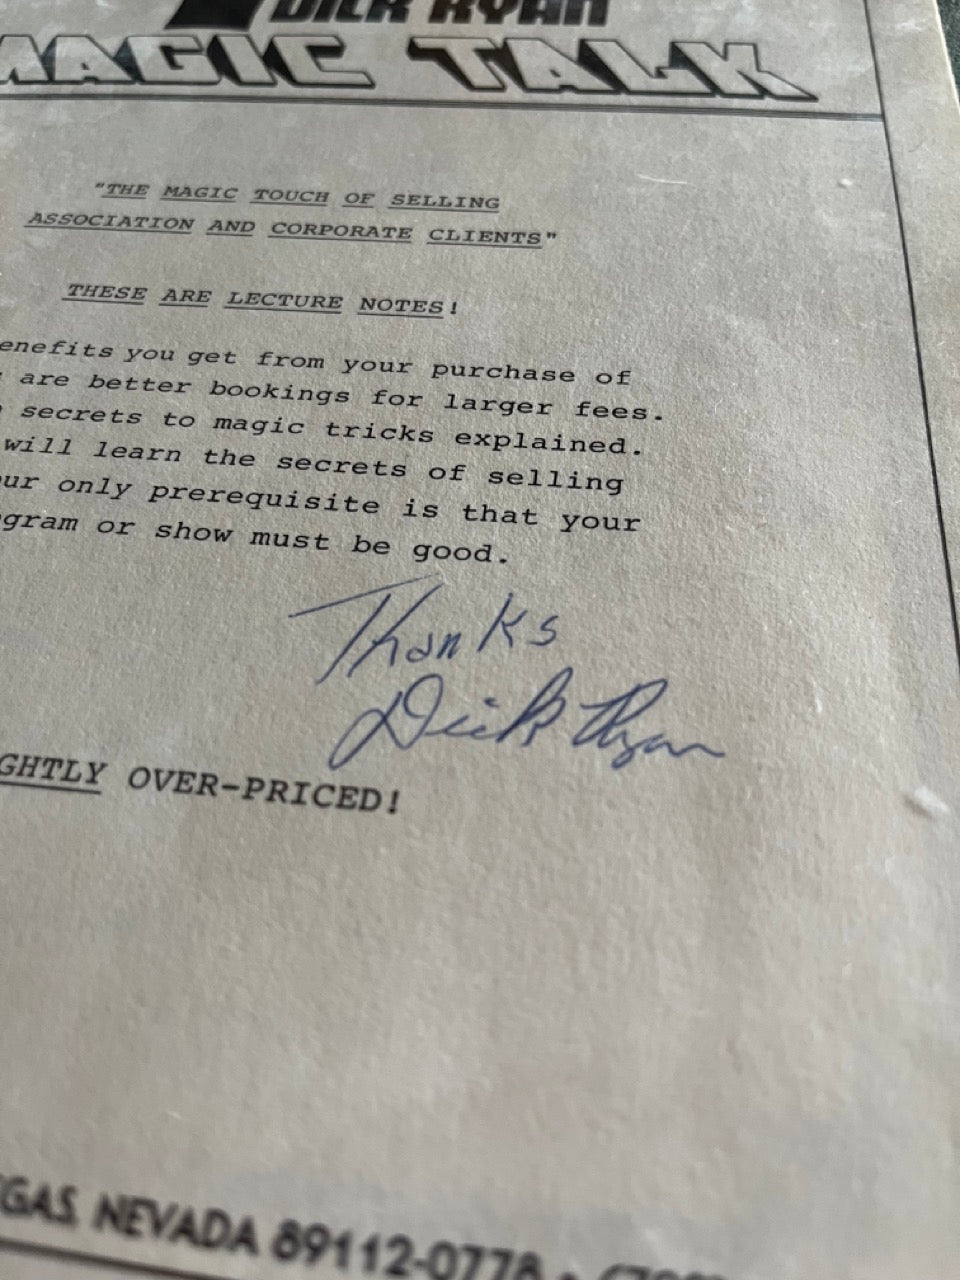 DICK RYAN
MAGIC TALK
"THE MAGIC TOUCH OF SELLING
ASSOCIATION AND CORPORATE CLIENTS"
THESE ARE LECTURE NOTES!
enefits you get from your purchase of
are better bookings for larger fees.
secrets to magic tricks explained.
will learn the secrets of selling
ur only prerequisite is that your
gram or show must be good.
Thanks
Dick Ryan
GHTLY OVER-PRICED!
GAS, NEVADA 89112-0778 •